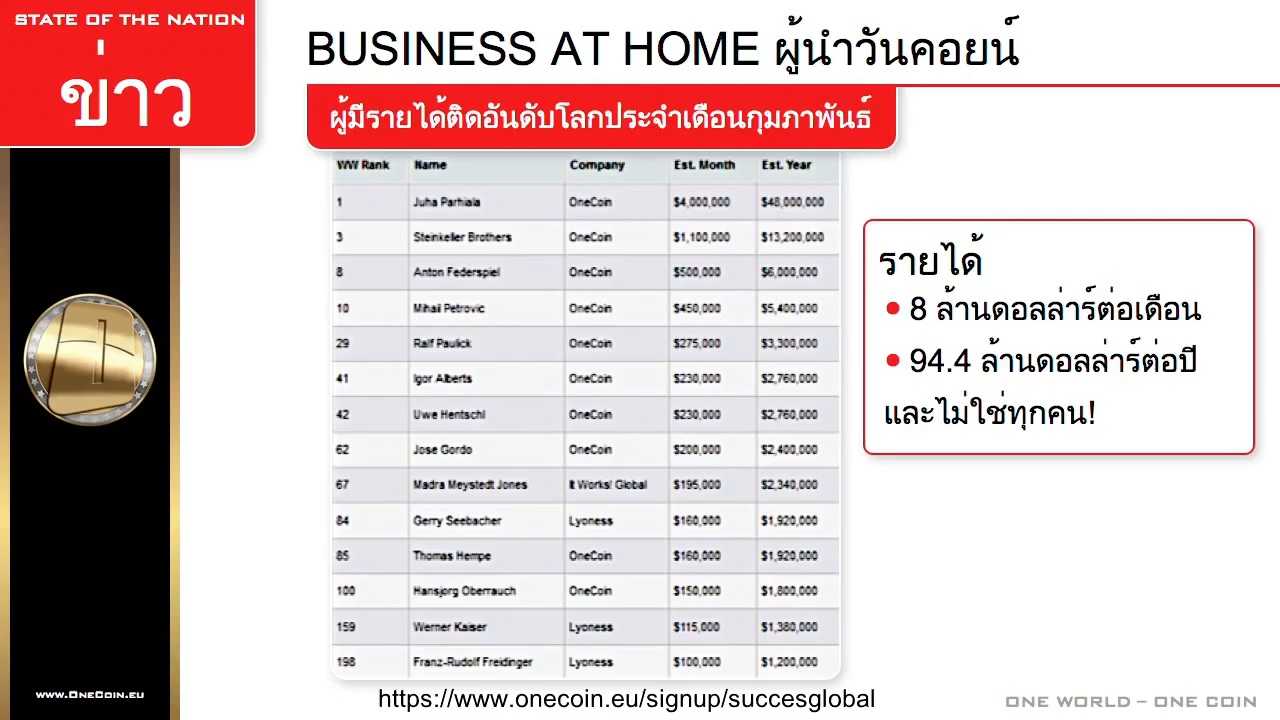 STATE OF THE NATION
ข่าว
BUSINESS AT HOME ผู้นำวันคอยน์
ผู้มีรายได้ติดอันดับโลกประจำเดือนกุมภาพันธ์
WW Rank Name Company Est. Month Est. Year
1 Juha Parhiala OneCoin $4,000,000 $48,000,000
3 Steinkeller Brothers OneCoin $1,100,000 $13,200,000
8 Anton Federspiel OneCoin $500,000 $6,000,000
10 Mihail Petrovic OneCoin $450,000 $5,400,000
29 Ralf Paulick OneCoin $275,000 $3,300,000
41 Igor Alberts OneCoin $230,000 $2,760,000
42 Uwe Hentschl OneCoin $230,000 $2,760,000
62 Jose Gordo OneCoin $200,000 $2,400,000
67 Madra Meystedt Jones It Works! Global $195,000 $2,340,000
84 Gerry Seebacher Lyoness $160,000 $1,920,000
85 Thomas Hempe OneCoin $160,000 $1,920,000
100 Hansjorg Oberrauch OneCoin $150,000 $1,800,000
159 Werner Kaiser Lyoness $115,000 $1,380,000
198 Franz-Rudolf Freidinger Lyoness $100,000 $1,200,000
รายได้
• 8 ล้านดอลล่าร์ต่อเดือน
• 94.4 ล้านดอลล่าร์ต่อปี
และไม่ใช่ทุกคน!
www.OneCoin.eu
https://www.onecoin.eu/signup/succesglobal
ONE WORLD – ONE COIN